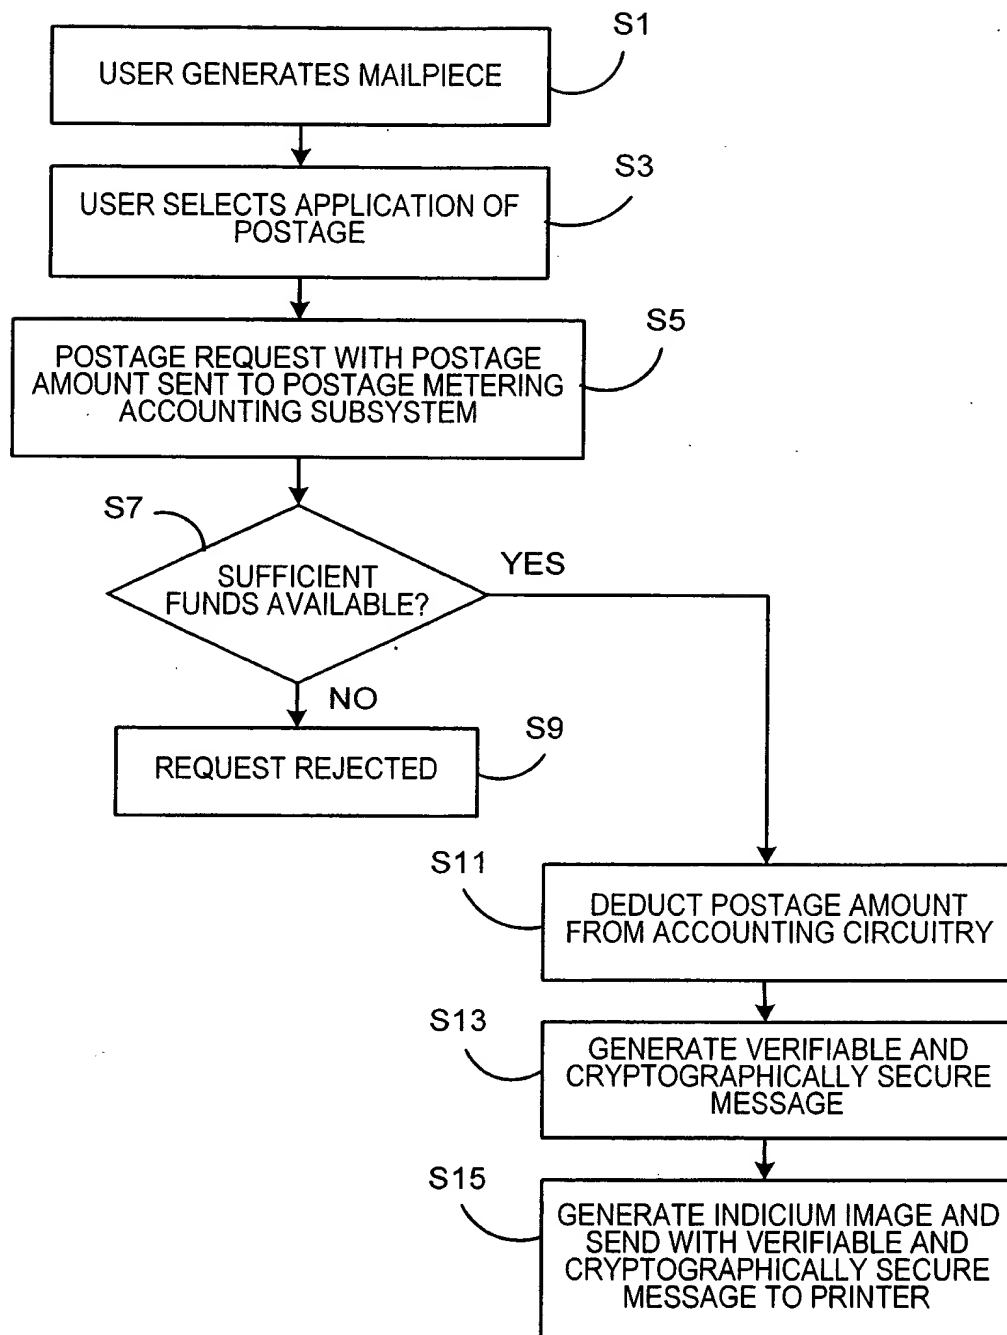 S1
USER GENERATES MAILPIECE
S3
USER SELECTS APPLICATION OF
POSTAGE
S5
POSTAGE REQUEST WITH POSTAGE
AMOUNT SENT TO POSTAGE METERING
ACCOUNTING SUBSYSTEM
S7
SUFFICIENT
FUNDS AVAILABLE?
YES
NO
S9
REQUEST REJECTED
S11
DEDUCT POSTAGE AMOUNT
FROM ACCOUNTING CIRCUITRY
S13
GENERATE VERIFIABLE AND
CRYPTOGRAPHICALLY SECURE
MESSAGE
S15
GENERATE INDICIUM IMAGE AND
SEND WITH VERIFIABLE AND
CRYPTOGRAPHICALLY SECURE
MESSAGE TO PRINTER